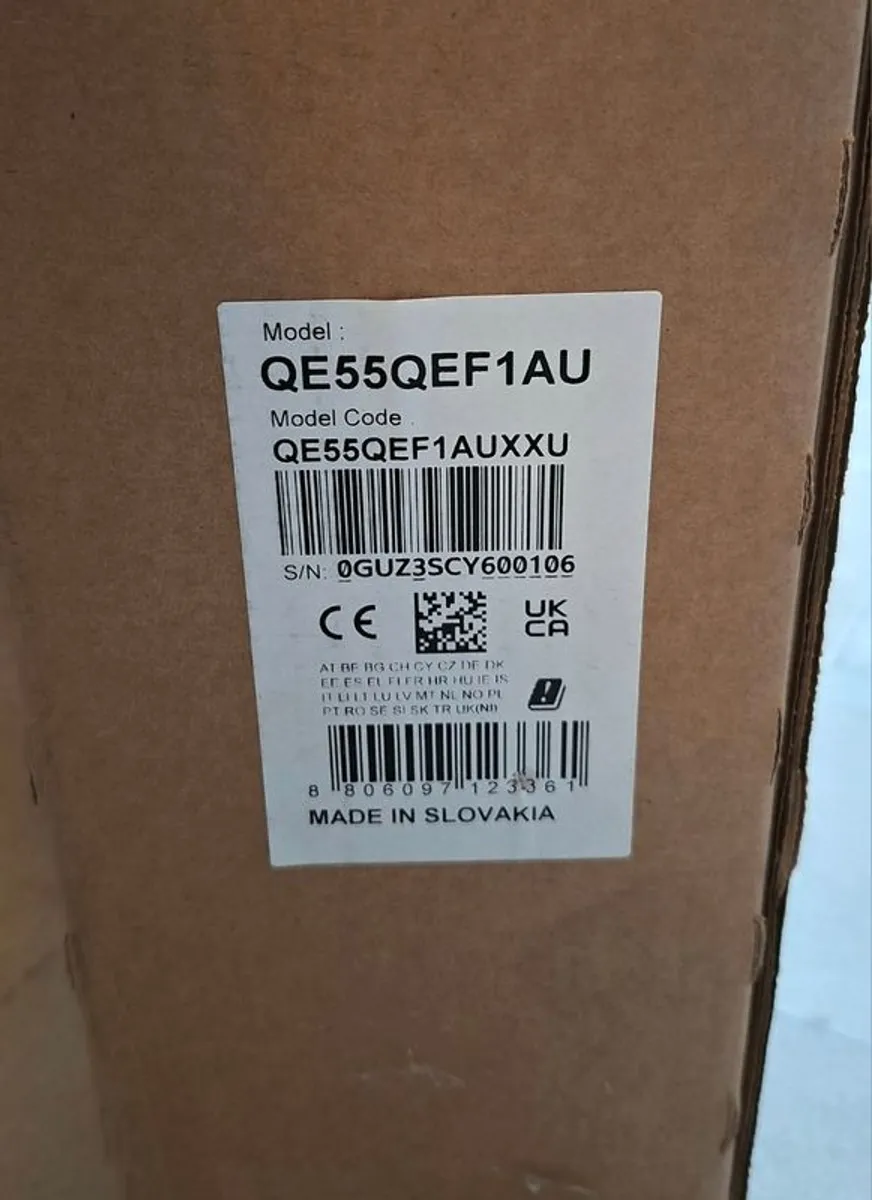 Model :
QE55QEF1AU
Model Code .
QE55QEF1AUXXU
S/N: 0GUZ3SCY600106
CE
UK
CA
AT BE BG CH CY CZ DE DK
EE ES EL FI FR HR HU IE IS
IT LI LT LU LV MT NL NO PL
PT RO SE SI SK TR UK(NI)
8 806097 123361
MADE IN SLOVAKIA